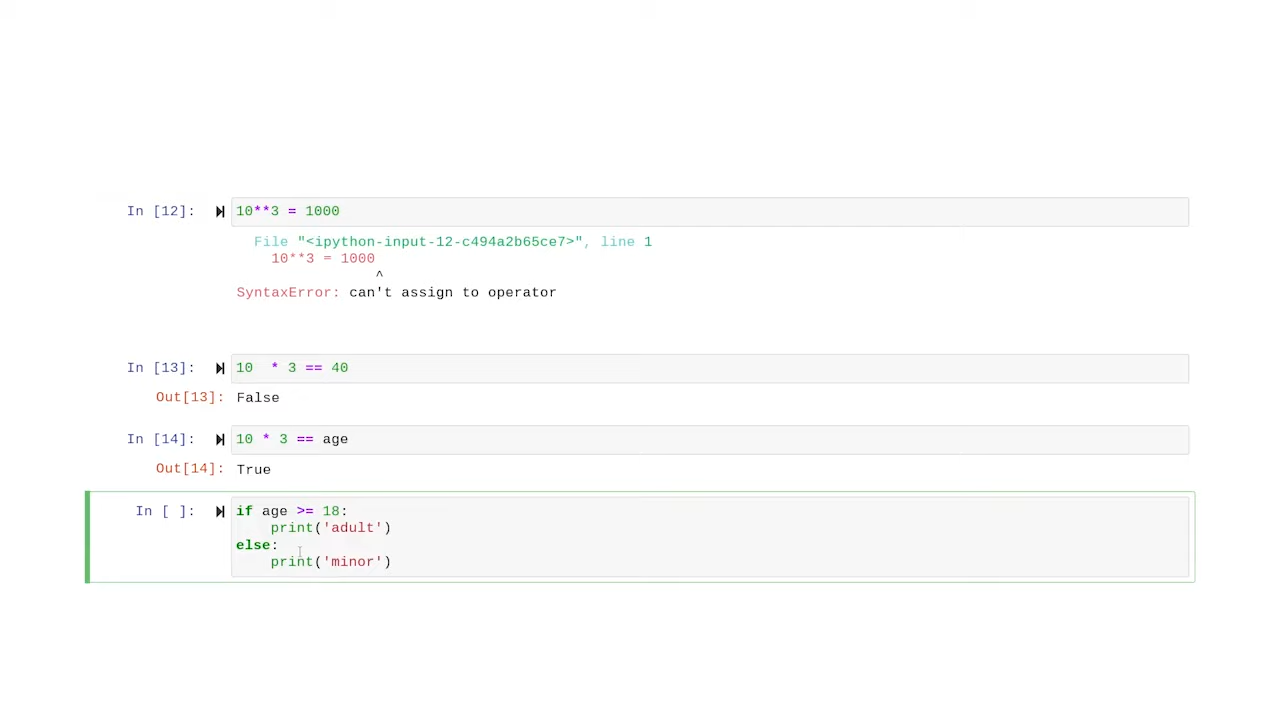 In [12]: 10**3 = 1000
File "<ipython-input-12-c494a2b65ce7>", line 1
10**3 = 1000
^
SyntaxError: can't assign to operator
In [13]: 10  * 3 == 40
Out[13]: False
In [14]: 10 * 3 == age
Out[14]: True
In [ ]: if age >= 18:
print('adult')
else:
print('minor')